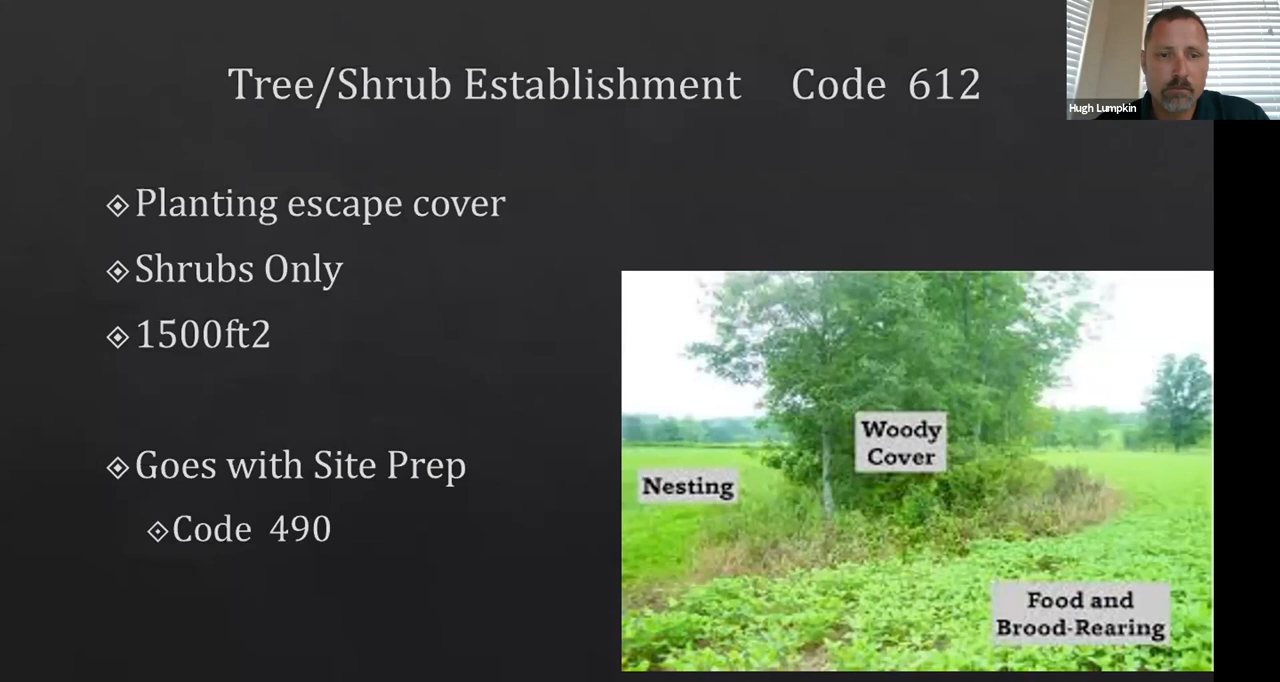 Tree/Shrub Establishment Code 612
Hugh Lumpkin
Planting escape cover
Shrubs Only
1500ft2
Goes with Site Prep
Code 490
Woody
Cover
Nesting
Food and
Brood-Rearing